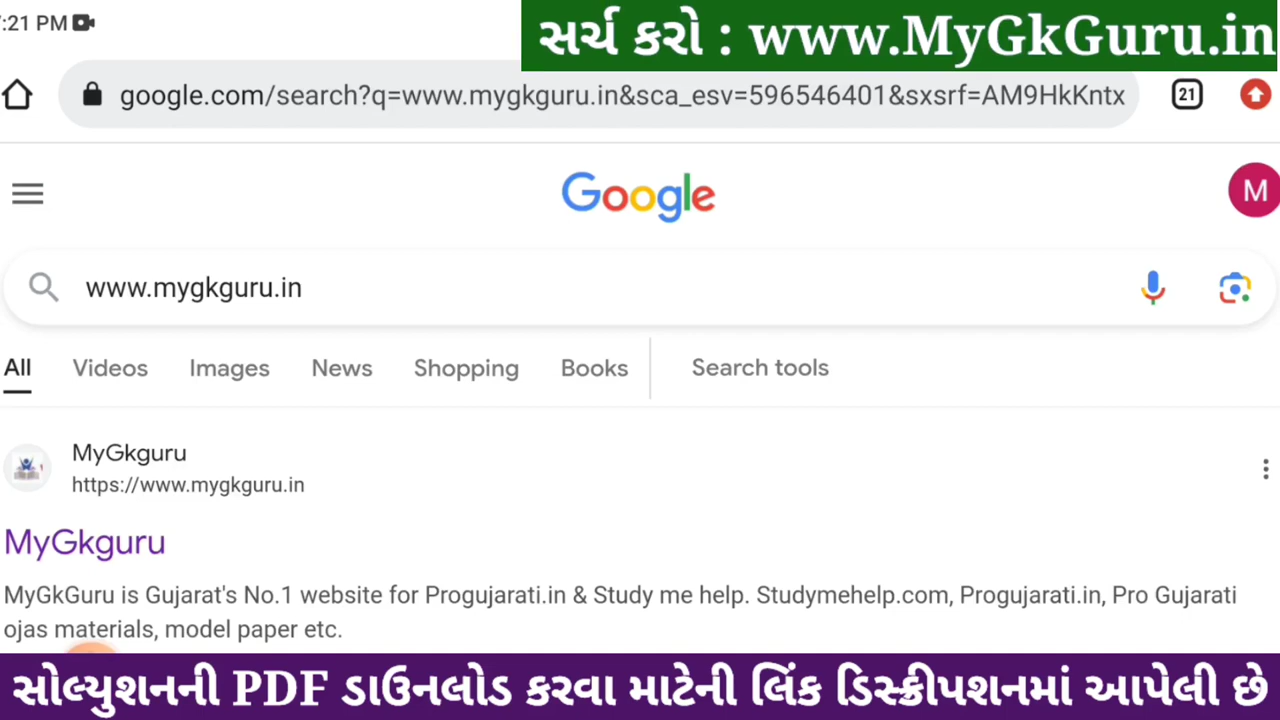 :21 PM
સર્ચ કરો : www.MyGkGuru.in
google.com/search?q=www.mygkguru.in&sca_esv=596546401&sxsrf=AM9HkKntx
21
Google
M
www.mygkguru.in
All Videos Images News Shopping Books Search tools
MyGkguru
https://www.mygkguru.in
MyGkguru
MyGkGuru is Gujarat's No.1 website for Progujarati.in & Study me help. Studymehelp.com, Progujarati.in, Pro Gujarati
ojas materials, model paper etc.
સોલ્યુશનની PDF ડાઉનલોડ કરવા માટેની લિંક ડિસ્ક્રીપશનમાં આપેલી છે